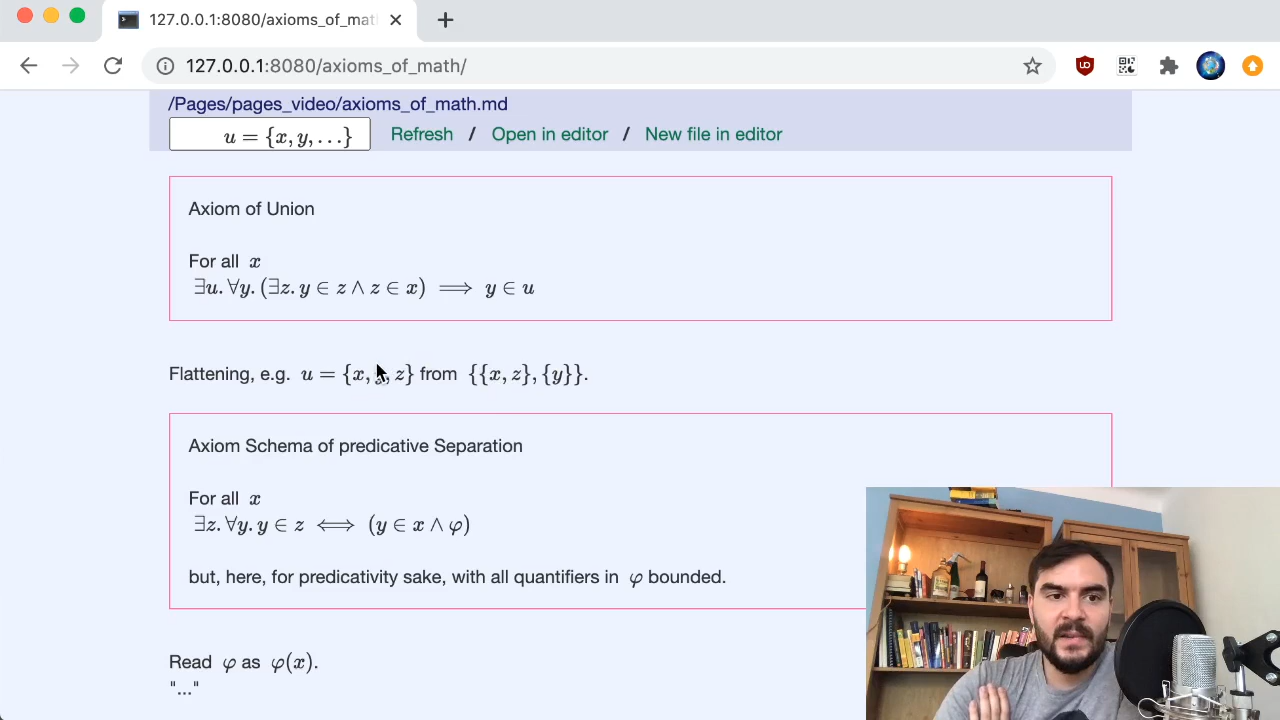 127.0.0.1:8080/axioms_of_mat
127.0.0.1:8080/axioms_of_math/
/Pages/pages_video/axioms_of_math.md
u = {x, y, …}
Refresh / Open in editor / New file in editor
Axiom of Union
For all x
∃u. ∀y. (∃z. y ∈ z ∧ z ∈ x) ⟹ y ∈ u
Flattening, e.g. u = {x, , z} from {{x, z}, {y}}.
Axiom Schema of predicative Separation
For all x
∃z. ∀y. y ∈ z ⟺ (y ∈ x ∧ φ)
but, here, for predicativity sake, with all quantifiers in φ bounded.
Read φ as φ(x).
"..."